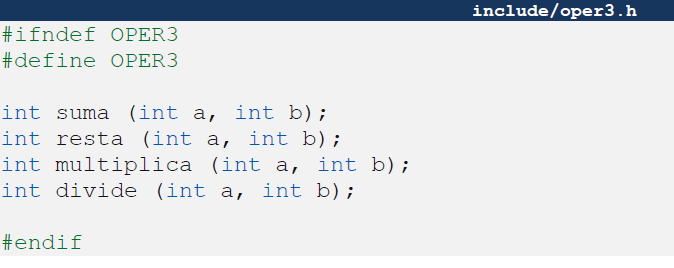 include/oper3.h
#ifndef OPER3
#define OPER3
int suma (int a, int b);
int resta (int a, int b);
int multiplica (int a, int b);
int divide (int a, int b);
#endif